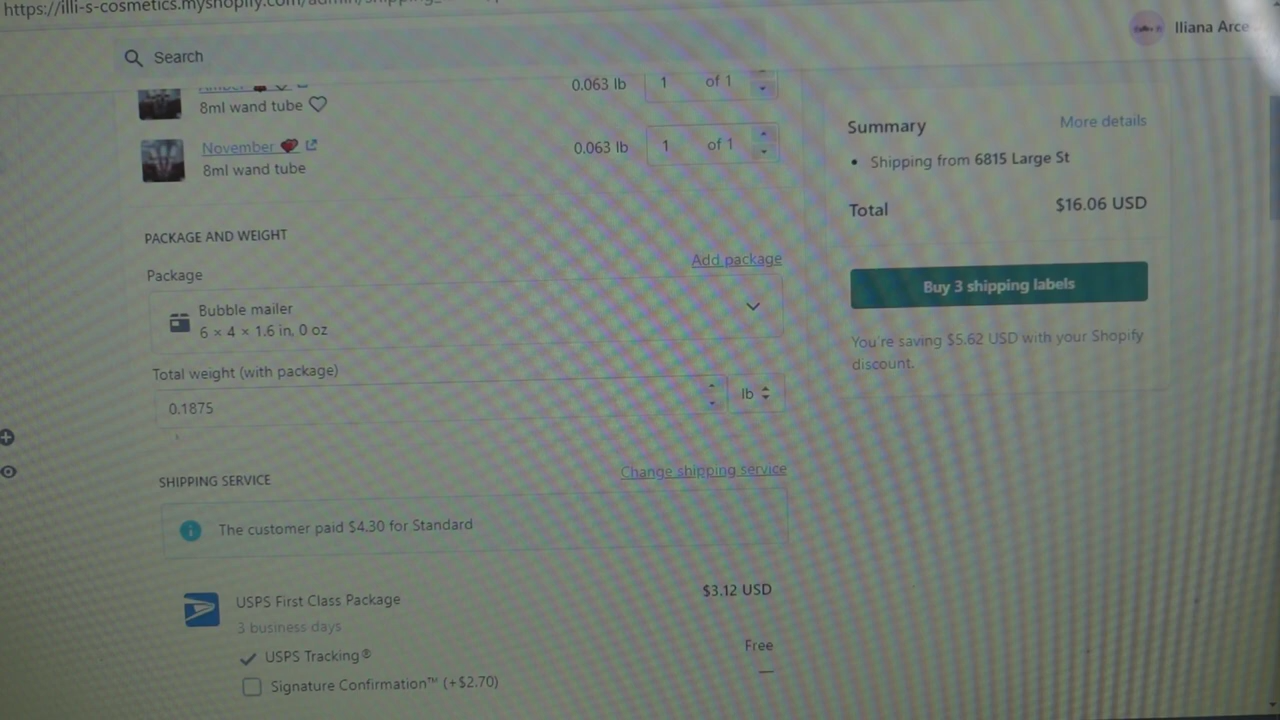 https://illi-s-cosmetics.myshopify.com/admin/shipping_
Iliana Arce
Search
Amber
8ml wand tube ♡
0.063 lb
1 of 1
November
8ml wand tube
0.063 lb
1 of 1
PACKAGE AND WEIGHT
Package
Add package
Bubble mailer
6 × 4 × 1.6 in, 0 oz
Total weight (with package)
0.1875
lb
SHIPPING SERVICE
Change shipping service
The customer paid $4.30 for Standard
USPS First Class Package
$3.12 USD
3 business days
USPS Tracking®
Free
Signature Confirmation™ (+$2.70)
—
Summary
More details
• Shipping from 6815 Large St
Total
$16.06 USD
Buy 3 shipping labels
You're saving $5.62 USD with your Shopify
discount.